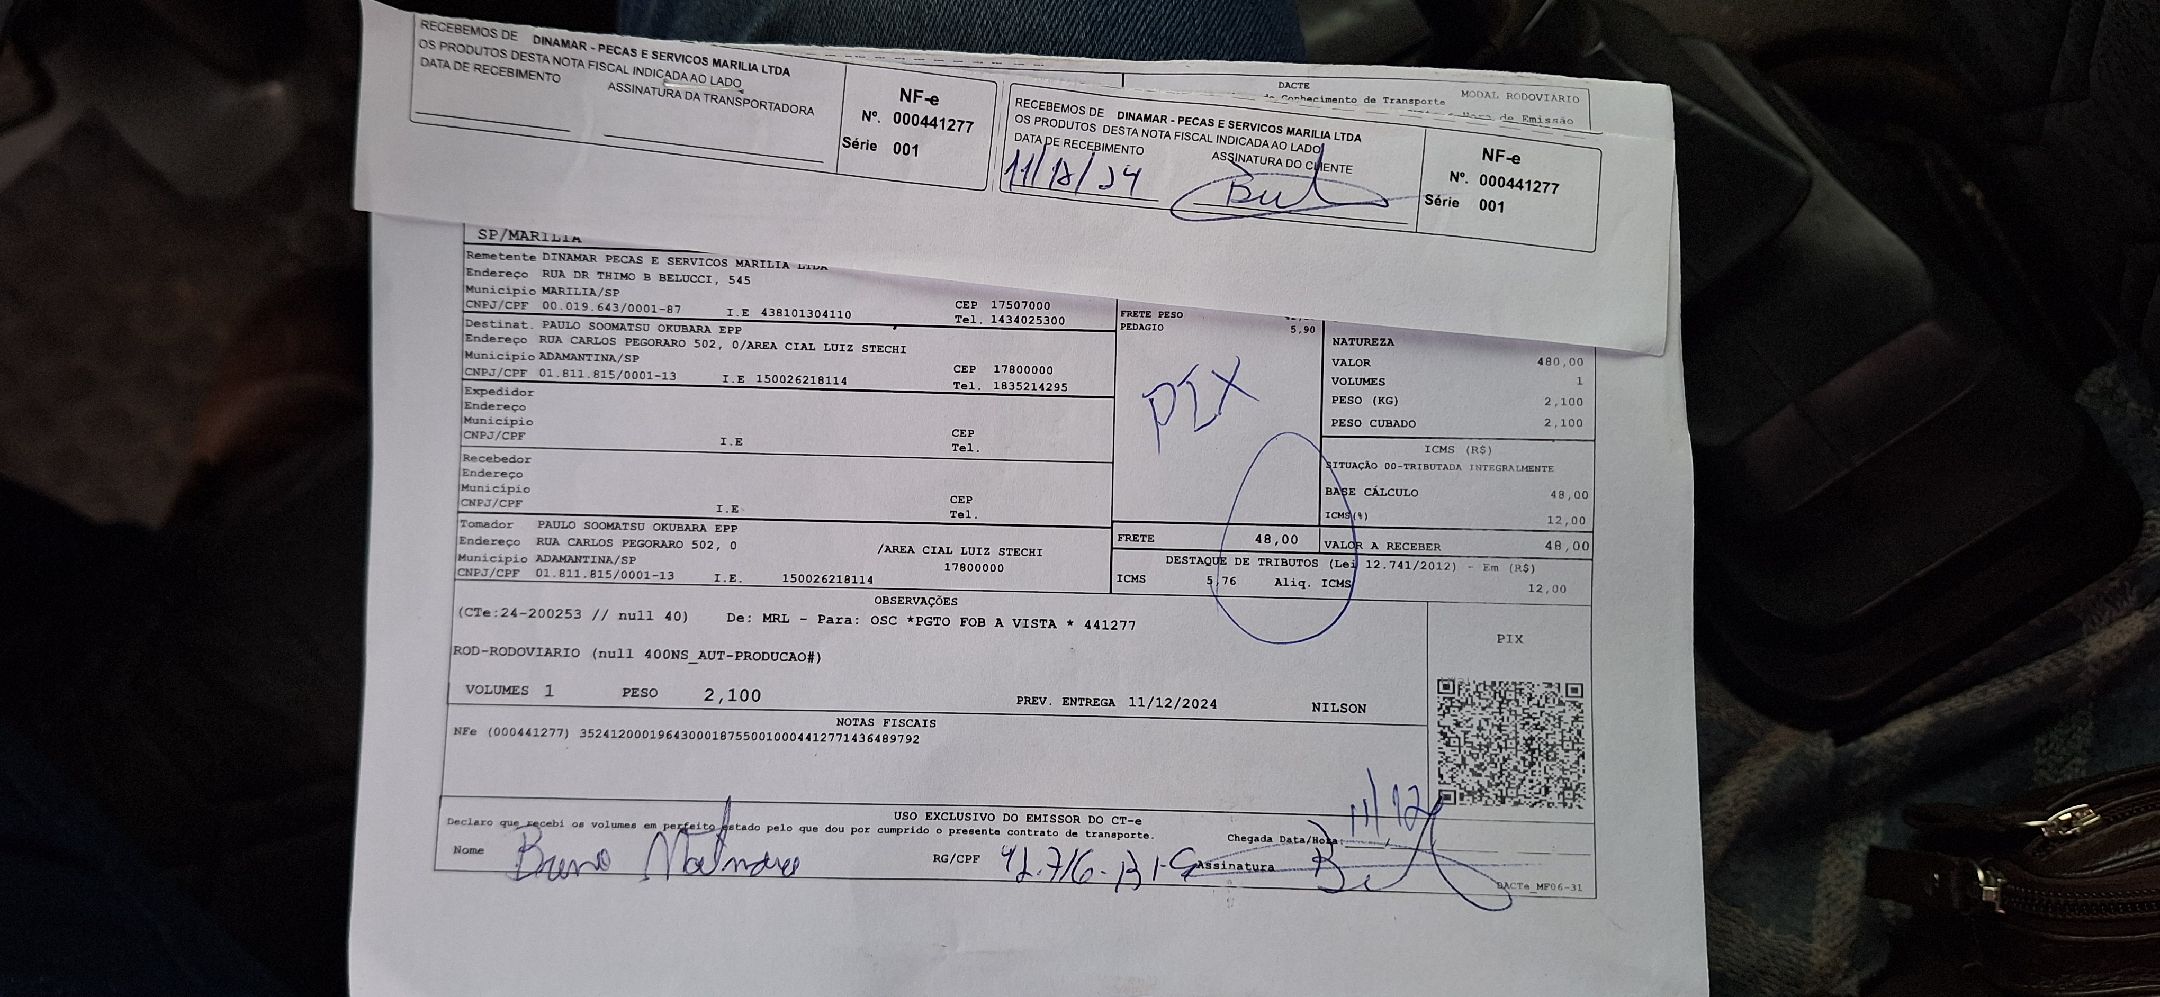 RECEBEMOS DE DINAMAR - PECAS E SERVICOS MARILIA LTDA
OS PRODUTOS DESTA NOTA FISCAL INDICADA AO LADO
DATA DE RECEBIMENTO ASSINATURA DA TRANSPORTADORA
NF-e
Nº. 000441277
Série 001
DACTE
Conhecimento de Transporte
MODAL RODOVIARIO
de Emissão
RECEBEMOS DE DINAMAR - PECAS E SERVICOS MARILIA LTDA
OS PRODUTOS DESTA NOTA FISCAL INDICADA AO LADO
DATA DE RECEBIMENTO ASSINATURA DO CLIENTE
11/12/24
NF-e
Nº. 000441277
Série 001
SP/MARILIA
Remetente DINAMAR PECAS E SERVICOS MARILIA LTDA
Endereço RUA DR THIMO B BELUCCI, 545
Município MARILIA/SP CEP 17507000
CNPJ/CPF 00.019.643/0001-87 I.E 438101304110 Tel. 1434025300
Destinat. PAULO SOOMATSU OKUBARA EPP
Endereço RUA CARLOS PEGORARO 502, 0/AREA CIAL LUIZ STECHI
Município ADAMANTINA/SP CEP 17800000
CNPJ/CPF 01.811.815/0001-13 I.E 150026218114 Tel. 1835214295
Expedidor
Endereço
Município CEP
CNPJ/CPF I.E Tel.
Recebedor
Endereço
Município CEP
CNPJ/CPF I.E Tel.
Tomador PAULO SOOMATSU OKUBARA EPP
Endereço RUA CARLOS PEGORARO 502, 0 /AREA CIAL LUIZ STECHI
Município ADAMANTINA/SP 17800000
CNPJ/CPF 01.811.815/0001-13 I.E. 150026218114
FRETE PESO
PEDAGIO 5,90
PIX
FRETE 48,00
NATUREZA
VALOR 480,00
VOLUMES 1
PESO (KG) 2,100
PESO CUBADO 2,100
ICMS (R$)
SITUAÇÃO 00-TRIBUTADA INTEGRALMENTE
BASE CÁLCULO 48,00
ICMS(%) 12,00
VALOR A RECEBER 48,00
DESTAQUE DE TRIBUTOS (Lei 12.741/2012) - Em (R$)
ICMS 5,76 Aliq. ICMS 12,00
OBSERVAÇÕES
(CTe:24-200253 // null 40) De: MRL - Para: OSC *PGTO FOB A VISTA * 441277
ROD-RODOVIARIO (null 400NS_AUT-PRODUCAO#)
VOLUMES 1 PESO 2,100 PREV. ENTREGA 11/12/2024 NILSON
PIX
NOTAS FISCAIS
NFe (000441277) 35241200019643000187550010004412771436489792
USO EXCLUSIVO DO EMISSOR DO CT-e
Declaro que recebi os volumes em perfeito estado pelo que dou por cumprido o presente contrato de transporte.
Chegada Data/Hora: 11/12
Nome Bruno RG/CPF Assinatura
DACTe_MF06-31